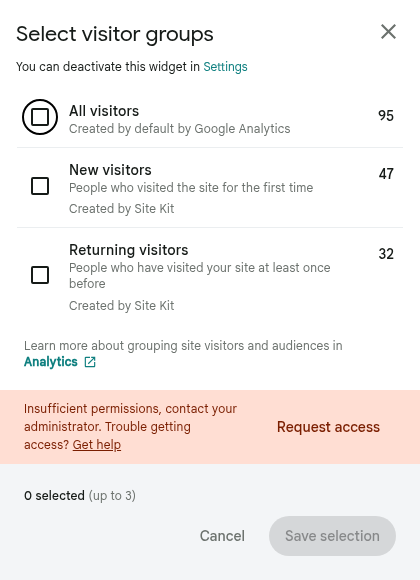 Select visitor groups
You can deactivate this widget in Settings
All visitors 95
Created by default by Google Analytics
New visitors 47
People who visited the site for the first time
Created by Site Kit
Returning visitors 32
People who have visited your site at least once
before
Created by Site Kit
Learn more about grouping site visitors and audiences in
Analytics
Insufficient permissions, contact your
administrator. Trouble getting
access? Get help
Request access
0 selected (up to 3)
Cancel Save selection